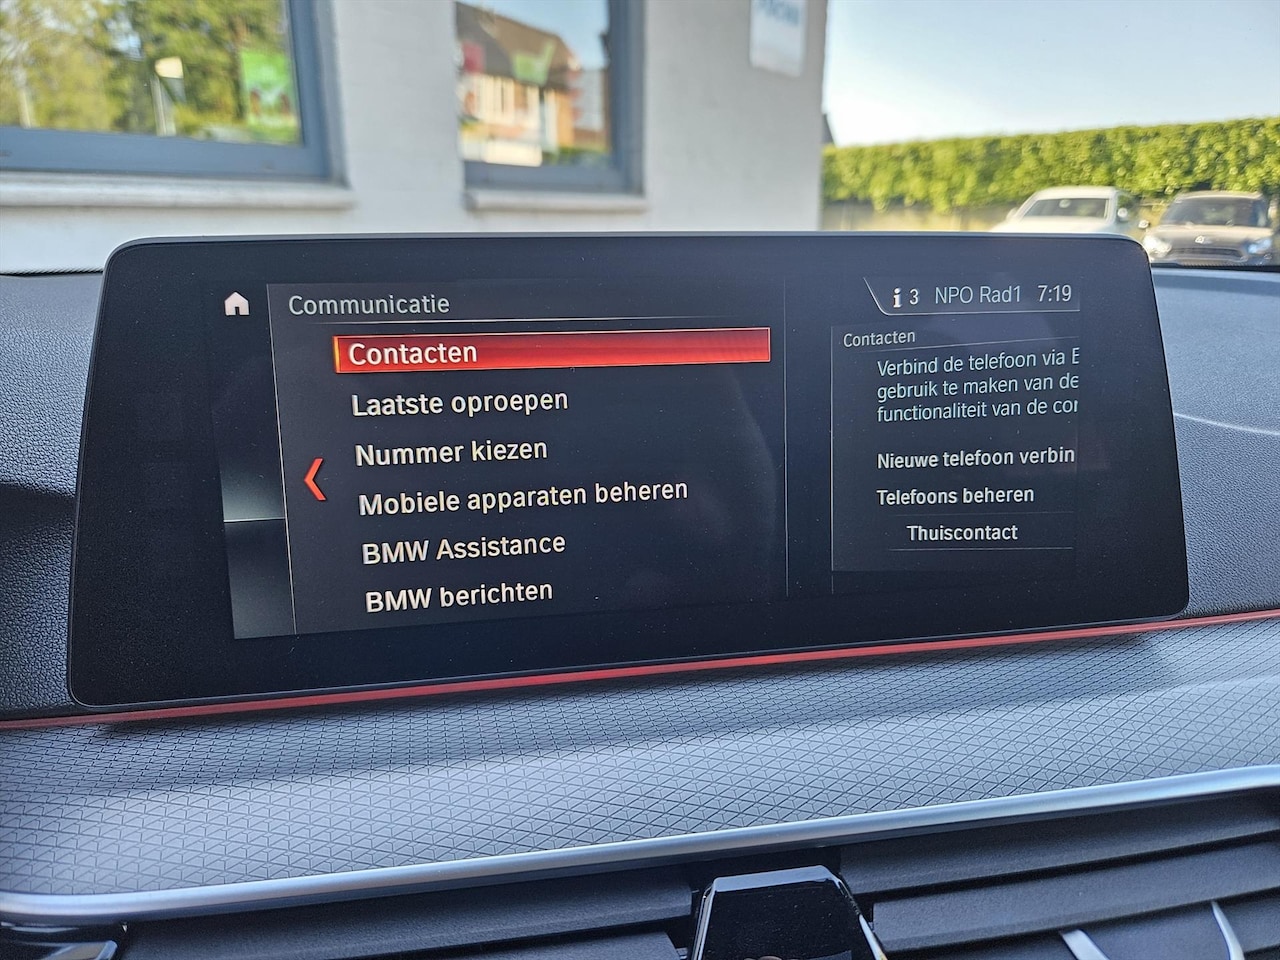 Communicatie
Contacten
Laatste oproepen
Nummer kiezen
Mobiele apparaten beheren
BMW Assistance
BMW berichten
i 3 NPO Rad1 7:19
Contacten
Verbind de telefoon via
gebruik te maken van de
functionaliteit van de
Nieuwe telefoon verbin
Telefoons beheren
Thuiscontact